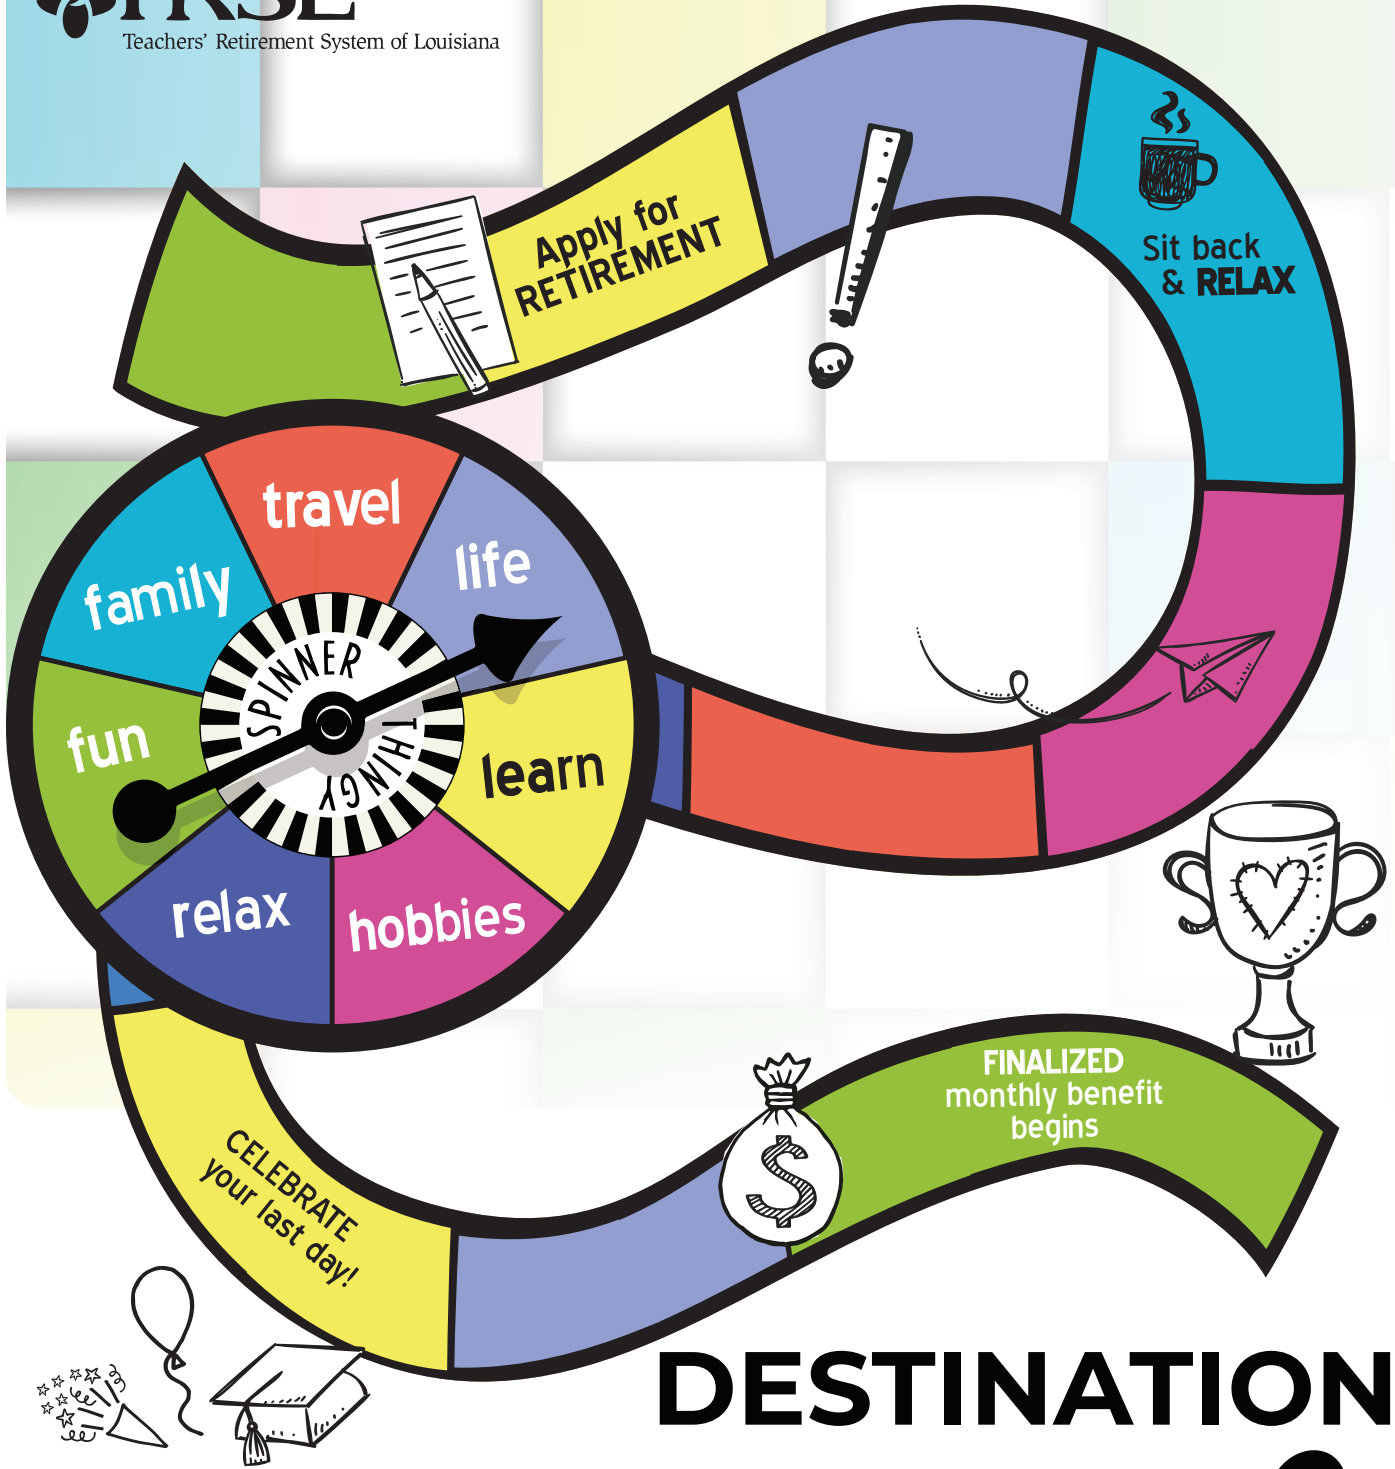 TRSL
Teachers' Retirement System of Louisiana
Apply for
RETIREMENT
Sit back
& RELAX
travel
life
family
fun
learn
relax
hobbies
SPINNER
THINGY
FINALIZED
monthly benefit
begins
$
CELEBRATE
your last day!
DESTINATION